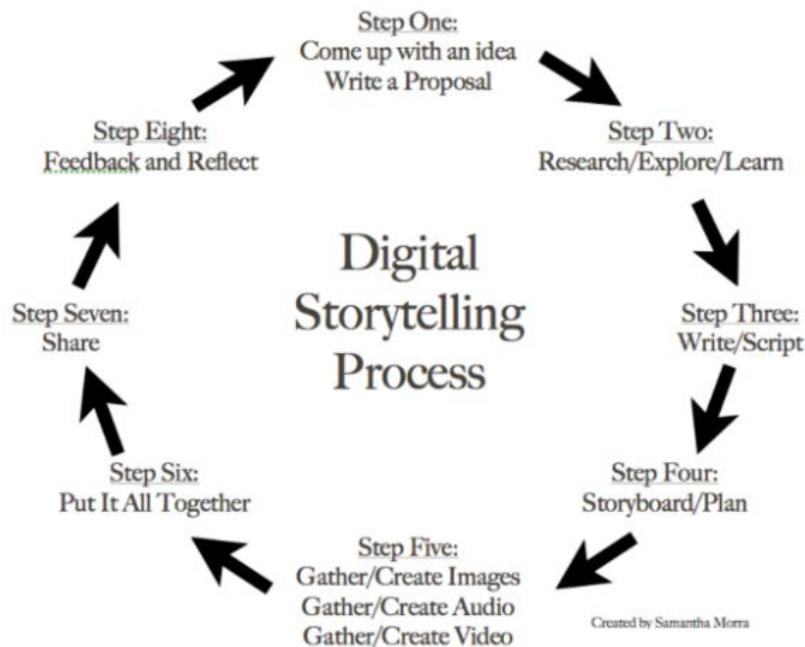 Step One:
Come up with an idea
Write a Proposal
Step Two:
Research/Explore/Learn
Step Three:
Write/Script
Step Four:
Storyboard/Plan
Step Five:
Gather/Create Images
Gather/Create Audio
Gather/Create Video
Step Six:
Put It All Together
Step Seven:
Share
Step Eight:
Feedback and Reflect
Digital
Storytelling
Process
Created by Samantha Morra